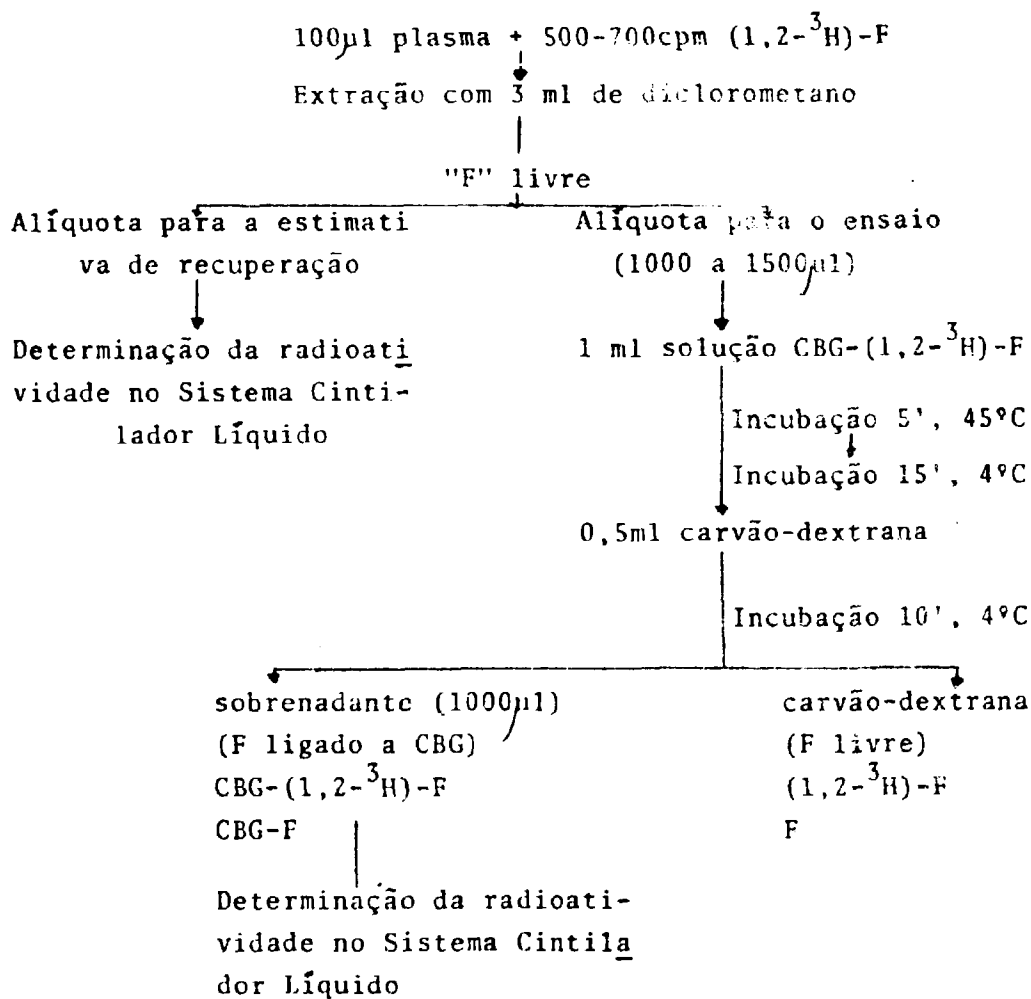 100µl plasma + 500-700cpm (1,2-³H)-F
Extração com 3 ml de diclorometano
"F" livre
Alíquota para a estimati
va de recuperação
Determinação da radioati
vidade no Sistema Cinti-
lador Líquido
Alíquota para o ensaio
(1000 a 1500µl)
1 ml solução CBG-(1,2-³H)-F
Incubação 5', 45ºC
Incubação 15', 4ºC
0,5ml carvão-dextrana
Incubação 10', 4ºC
sobrenadante (1000µl)
(F ligado a CBG)
CBG-(1,2-³H)-F
CBG-F
Determinação da radioati-
vidade no Sistema Cintila
dor Líquido
carvão-dextrana
(F livre)
(1,2-³H)-F
F